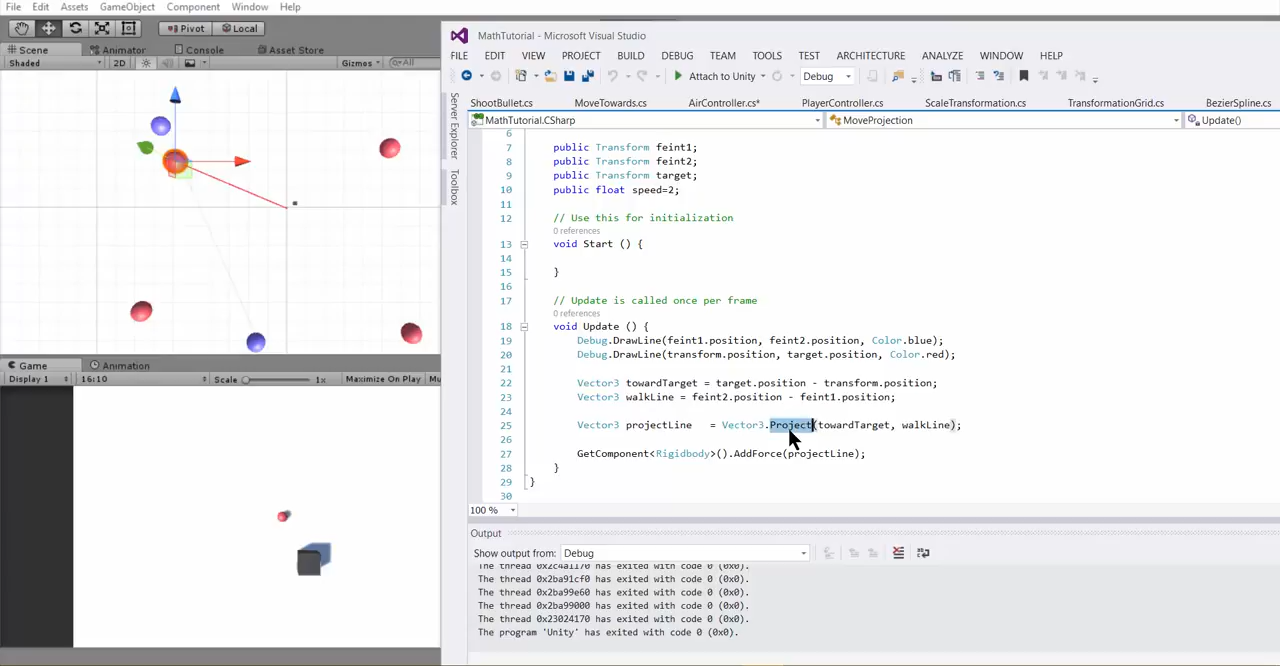 File Edit Assets GameObject Component Window Help
Pivot Local
Scene Animator Console Asset Store
Shaded 2D Gizmos All
Game Animation
Display 1 16:10 Scale 1x Maximize On Play Mu
MathTutorial - Microsoft Visual Studio
FILE EDIT VIEW PROJECT BUILD DEBUG TEAM TOOLS TEST ARCHITECTURE ANALYZE WINDOW HELP
Attach to Unity Debug
ShootBullet.cs MoveTowards.cs AirController.cs* PlayerController.cs ScaleTransformation.cs TransformationGrid.cs BezierSpline.cs
MathTutorial.CSharp MoveProjection Update()
Server Explorer
Toolbox
6
7 public Transform feint1;
8 public Transform feint2;
9 public Transform target;
10 public float speed=2;
11
12 // Use this for initialization
0 references
13 void Start () {
14
15 }
16
17 // Update is called once per frame
0 references
18 void Update () {
19 Debug.DrawLine(feint1.position, feint2.position, Color.blue);
20 Debug.DrawLine(transform.position, target.position, Color.red);
21
22 Vector3 towardTarget = target.position - transform.position;
23 Vector3 walkLine = feint2.position - feint1.position;
24
25 Vector3 projectLine = Vector3.Project(towardTarget, walkLine);
26
27 GetComponent<Rigidbody>().AddForce(projectLine);
28 }
29 }
30
100 %
Output
Show output from: Debug
The thread 0x2c4a1170 has exited with code 0 (0x0).
The thread 0x2ba91cf0 has exited with code 0 (0x0).
The thread 0x2ba99e60 has exited with code 0 (0x0).
The thread 0x2ba99000 has exited with code 0 (0x0).
The thread 0x23024170 has exited with code 0 (0x0).
The program 'Unity' has exited with code 0 (0x0).